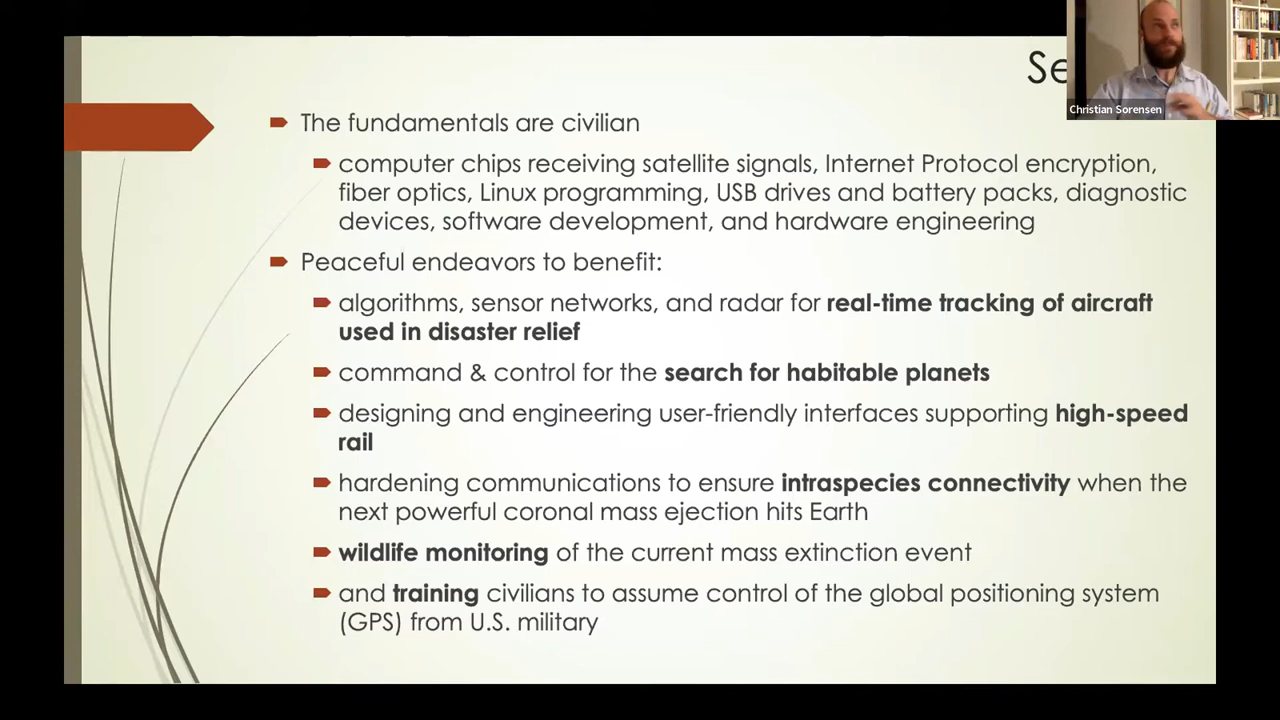 Se
Christian Sorensen
The fundamentals are civilian
computer chips receiving satellite signals, Internet Protocol encryption,
fiber optics, Linux programming, USB drives and battery packs, diagnostic
devices, software development, and hardware engineering
Peaceful endeavors to benefit:
algorithms, sensor networks, and radar for real-time tracking of aircraft
used in disaster relief
command & control for the search for habitable planets
designing and engineering user-friendly interfaces supporting high-speed
rail
hardening communications to ensure intraspecies connectivity when the
next powerful coronal mass ejection hits Earth
wildlife monitoring of the current mass extinction event
and training civilians to assume control of the global positioning system
(GPS) from U.S. military